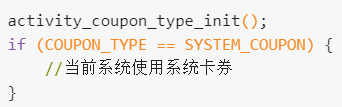 activity_coupon_type_init();
if (COUPON_TYPE == SYSTEM_COUPON) {
    //当前系统使用系统卡券
}